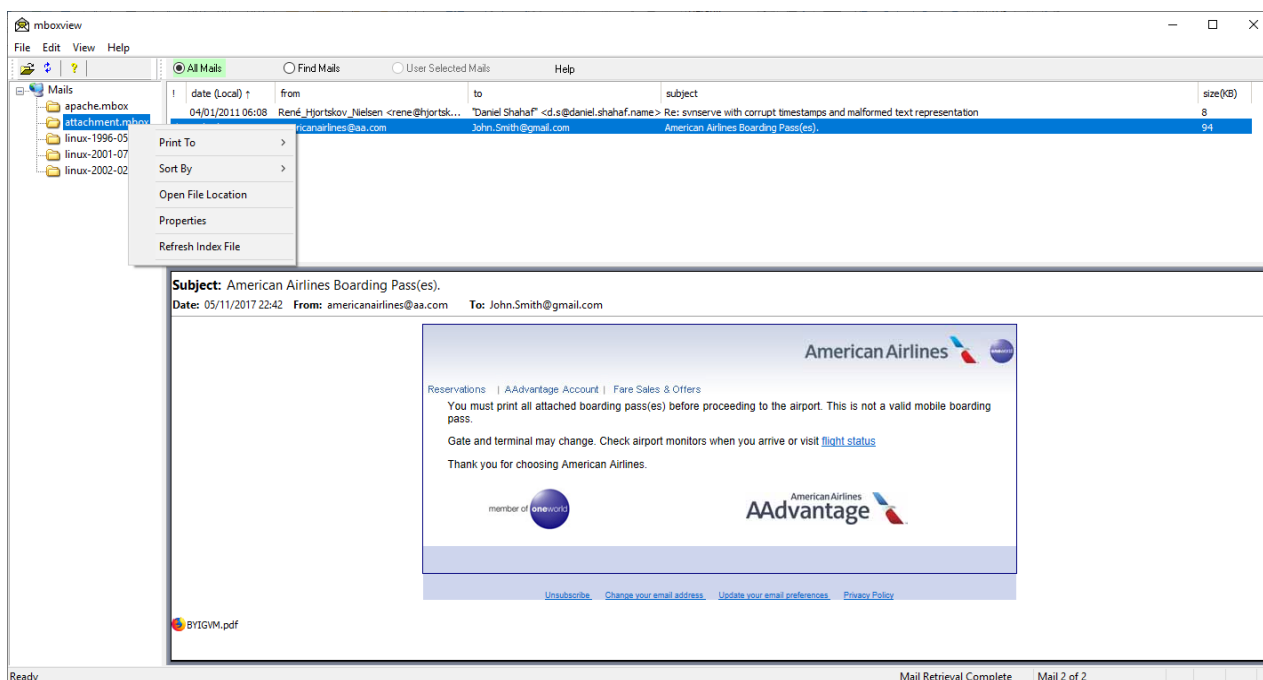 mboxview
File Edit View Help
All Mails Find Mails User Selected Mails Help
Mails
apache.mbox
attachment.mbox
linux-1996-05
linux-2001-07
linux-2002-02
Print To
Sort By
Open File Location
Properties
Refresh Index File
! date (Local) ↑ from to subject size(KB)
04/01/2011 06:08 René_Hjortskov_Nielsen <rene@hjortsk... "Daniel Shahaf" <d.s@daniel.shahaf.name> Re: svnserve with corrupt timestamps and malformed text representation 8
ricanairlines@aa.com John.Smith@gmail.com American Airlines Boarding Pass(es). 94
Subject: American Airlines Boarding Pass(es).
Date: 05/11/2017 22:42 From: americanairlines@aa.com To: John.Smith@gmail.com
American Airlines oneworld
Reservations | AAdvantage Account | Fare Sales & Offers
You must print all attached boarding pass(es) before proceeding to the airport. This is not a valid mobile boarding
pass.
Gate and terminal may change. Check airport monitors when you arrive or visit flight status
Thank you for choosing American Airlines.
member of oneworld
American Airlines
AAdvantage
Unsubscribe Change your email address Update your email preferences Privacy Policy
BYIGVM.pdf
Ready Mail Retrieval Complete Mail 2 of 2